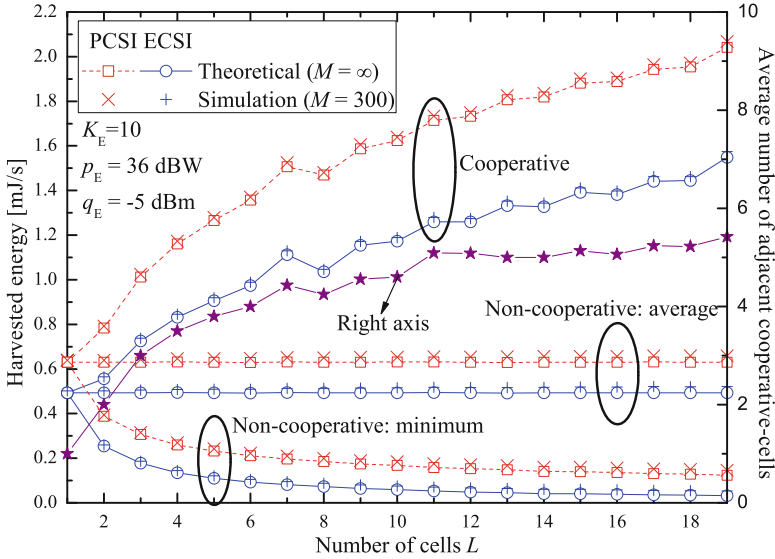 PCSI ECSI
Theoretical (M = ∞)
Simulation (M = 300)
K_E=10
p_E = 36 dBW
q_E = -5 dBm
Cooperative
Right axis
Non-cooperative: average
Non-cooperative: minimum
Harvested energy [mJ/s]
2.2
2.0
1.8
1.6
1.4
1.2
1.0
0.8
0.6
0.4
0.2
0.0
2 4 6 8 10 12 14 16 18
Number of cells L
10
8
6
4
2
0
Average number of adjacent cooperative-cells